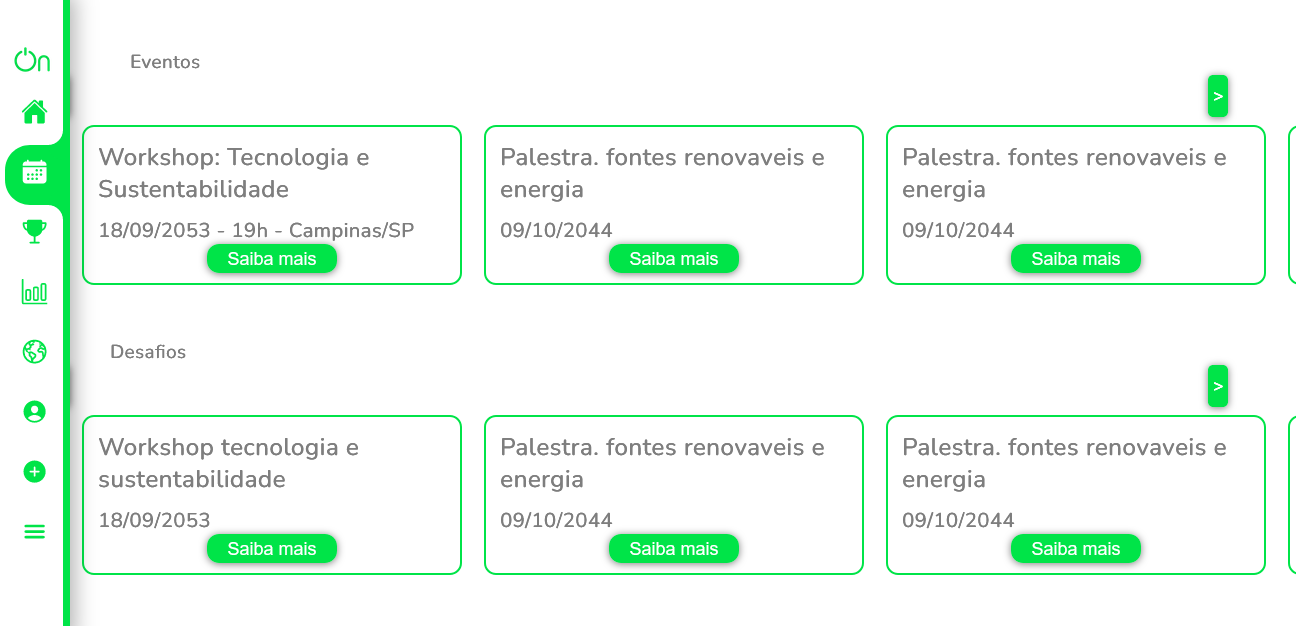 On
Eventos
>
Workshop: Tecnologia e
Sustentabilidade
18/09/2053 - 19h - Campinas/SP
Saiba mais
Palestra. fontes renovaveis e
energia
09/10/2044
Saiba mais
Palestra. fontes renovaveis e
energia
09/10/2044
Saiba mais
Desafios
>
Workshop tecnologia e
sustentabilidade
18/09/2053
Saiba mais
Palestra. fontes renovaveis e
energia
09/10/2044
Saiba mais
Palestra. fontes renovaveis e
energia
09/10/2044
Saiba mais